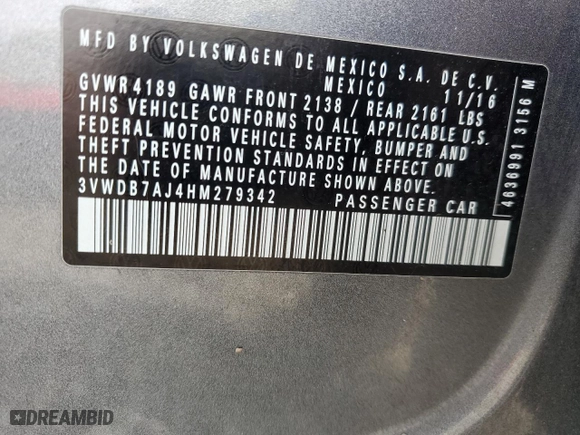 MFD BY VOLKSWAGEN DE MEXICO S.A. DE C.V.
MEXICO 11/16
GVWR 4189 GAWR FRONT 2138 / REAR 2161 LBS
THIS VEHICLE CONFORMS TO ALL APPLICABLE U.S.
FEDERAL MOTOR VEHICLE SAFETY, BUMPER AND
THEFT PREVENTION STANDARDS IN EFFECT ON
THE DATE OF MANUFACTURE SHOWN ABOVE.
3VWDB7AJ4HM279342 PASSENGER CAR
4636991 3156 M
DREAMBID